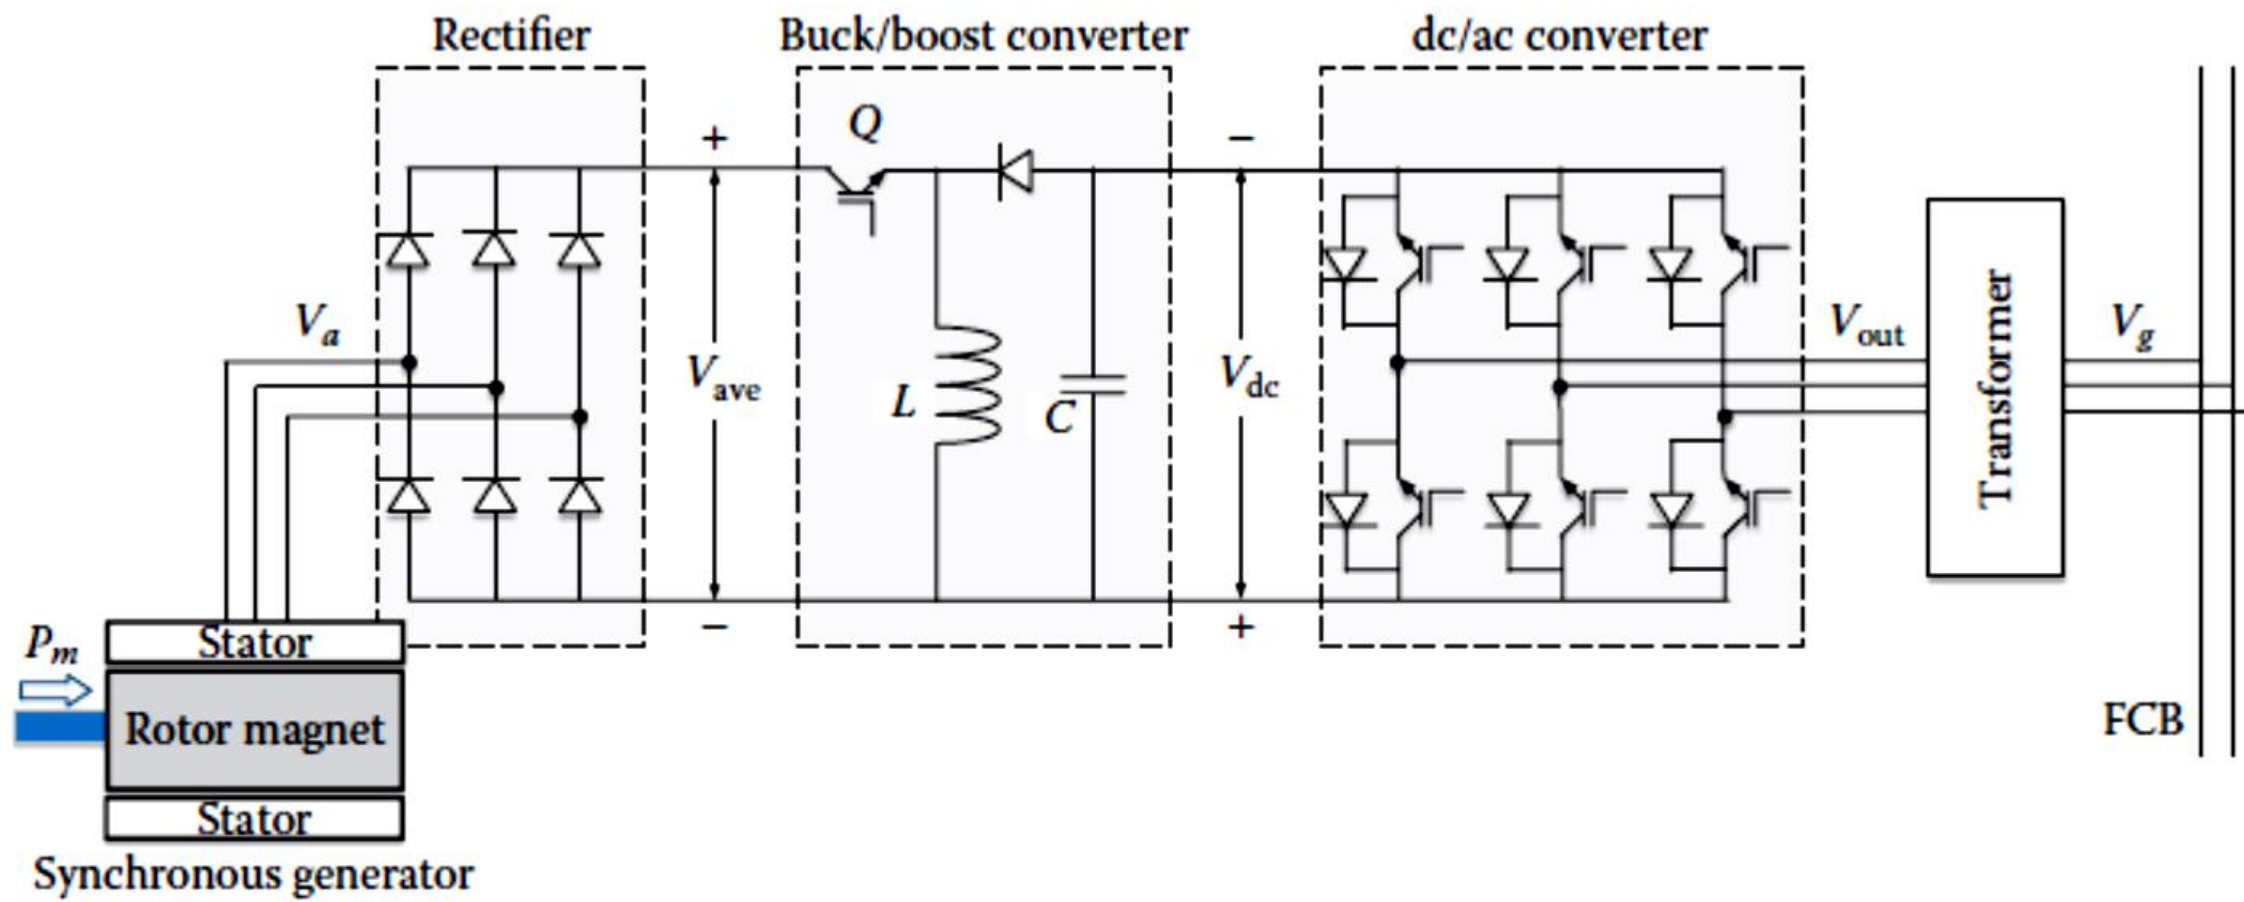 Rectifier
Buck/boost converter
dc/ac converter
+
Q
−
V_a
V_ave
L
C
V_dc
V_out
V_g
Transformer
−
+
P_m
Stator
Rotor magnet
Stator
FCB
Synchronous generator